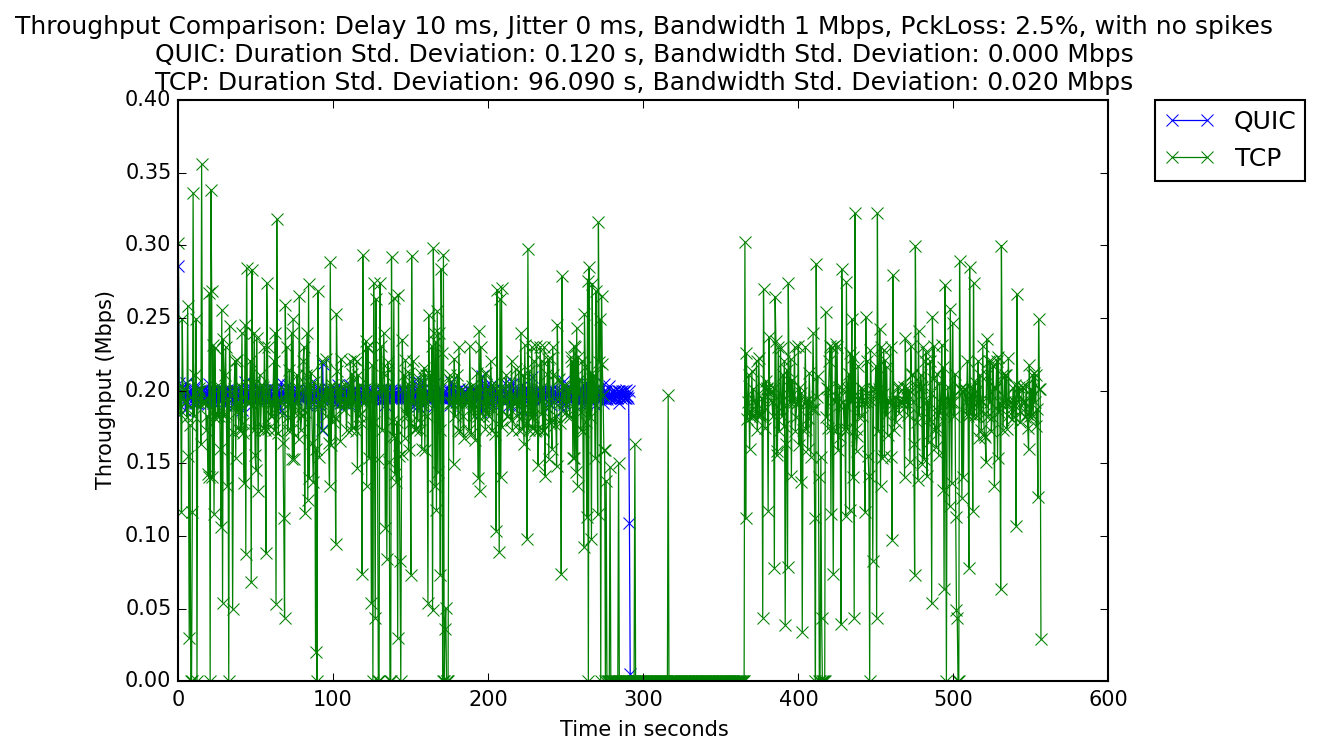 Throughput Comparison: Delay 10 ms, Jitter 0 ms, Bandwidth 1 Mbps, PckLoss: 2.5%, with no spikes
QUIC: Duration Std. Deviation: 0.120 s, Bandwidth Std. Deviation: 0.000 Mbps
TCP: Duration Std. Deviation: 96.090 s, Bandwidth Std. Deviation: 0.020 Mbps
QUIC
TCP
Throughput (Mbps)
0.40
0.35
0.30
0.25
0.20
0.15
0.10
0.05
0.00
0 100 200 300 400 500 600
Time in seconds